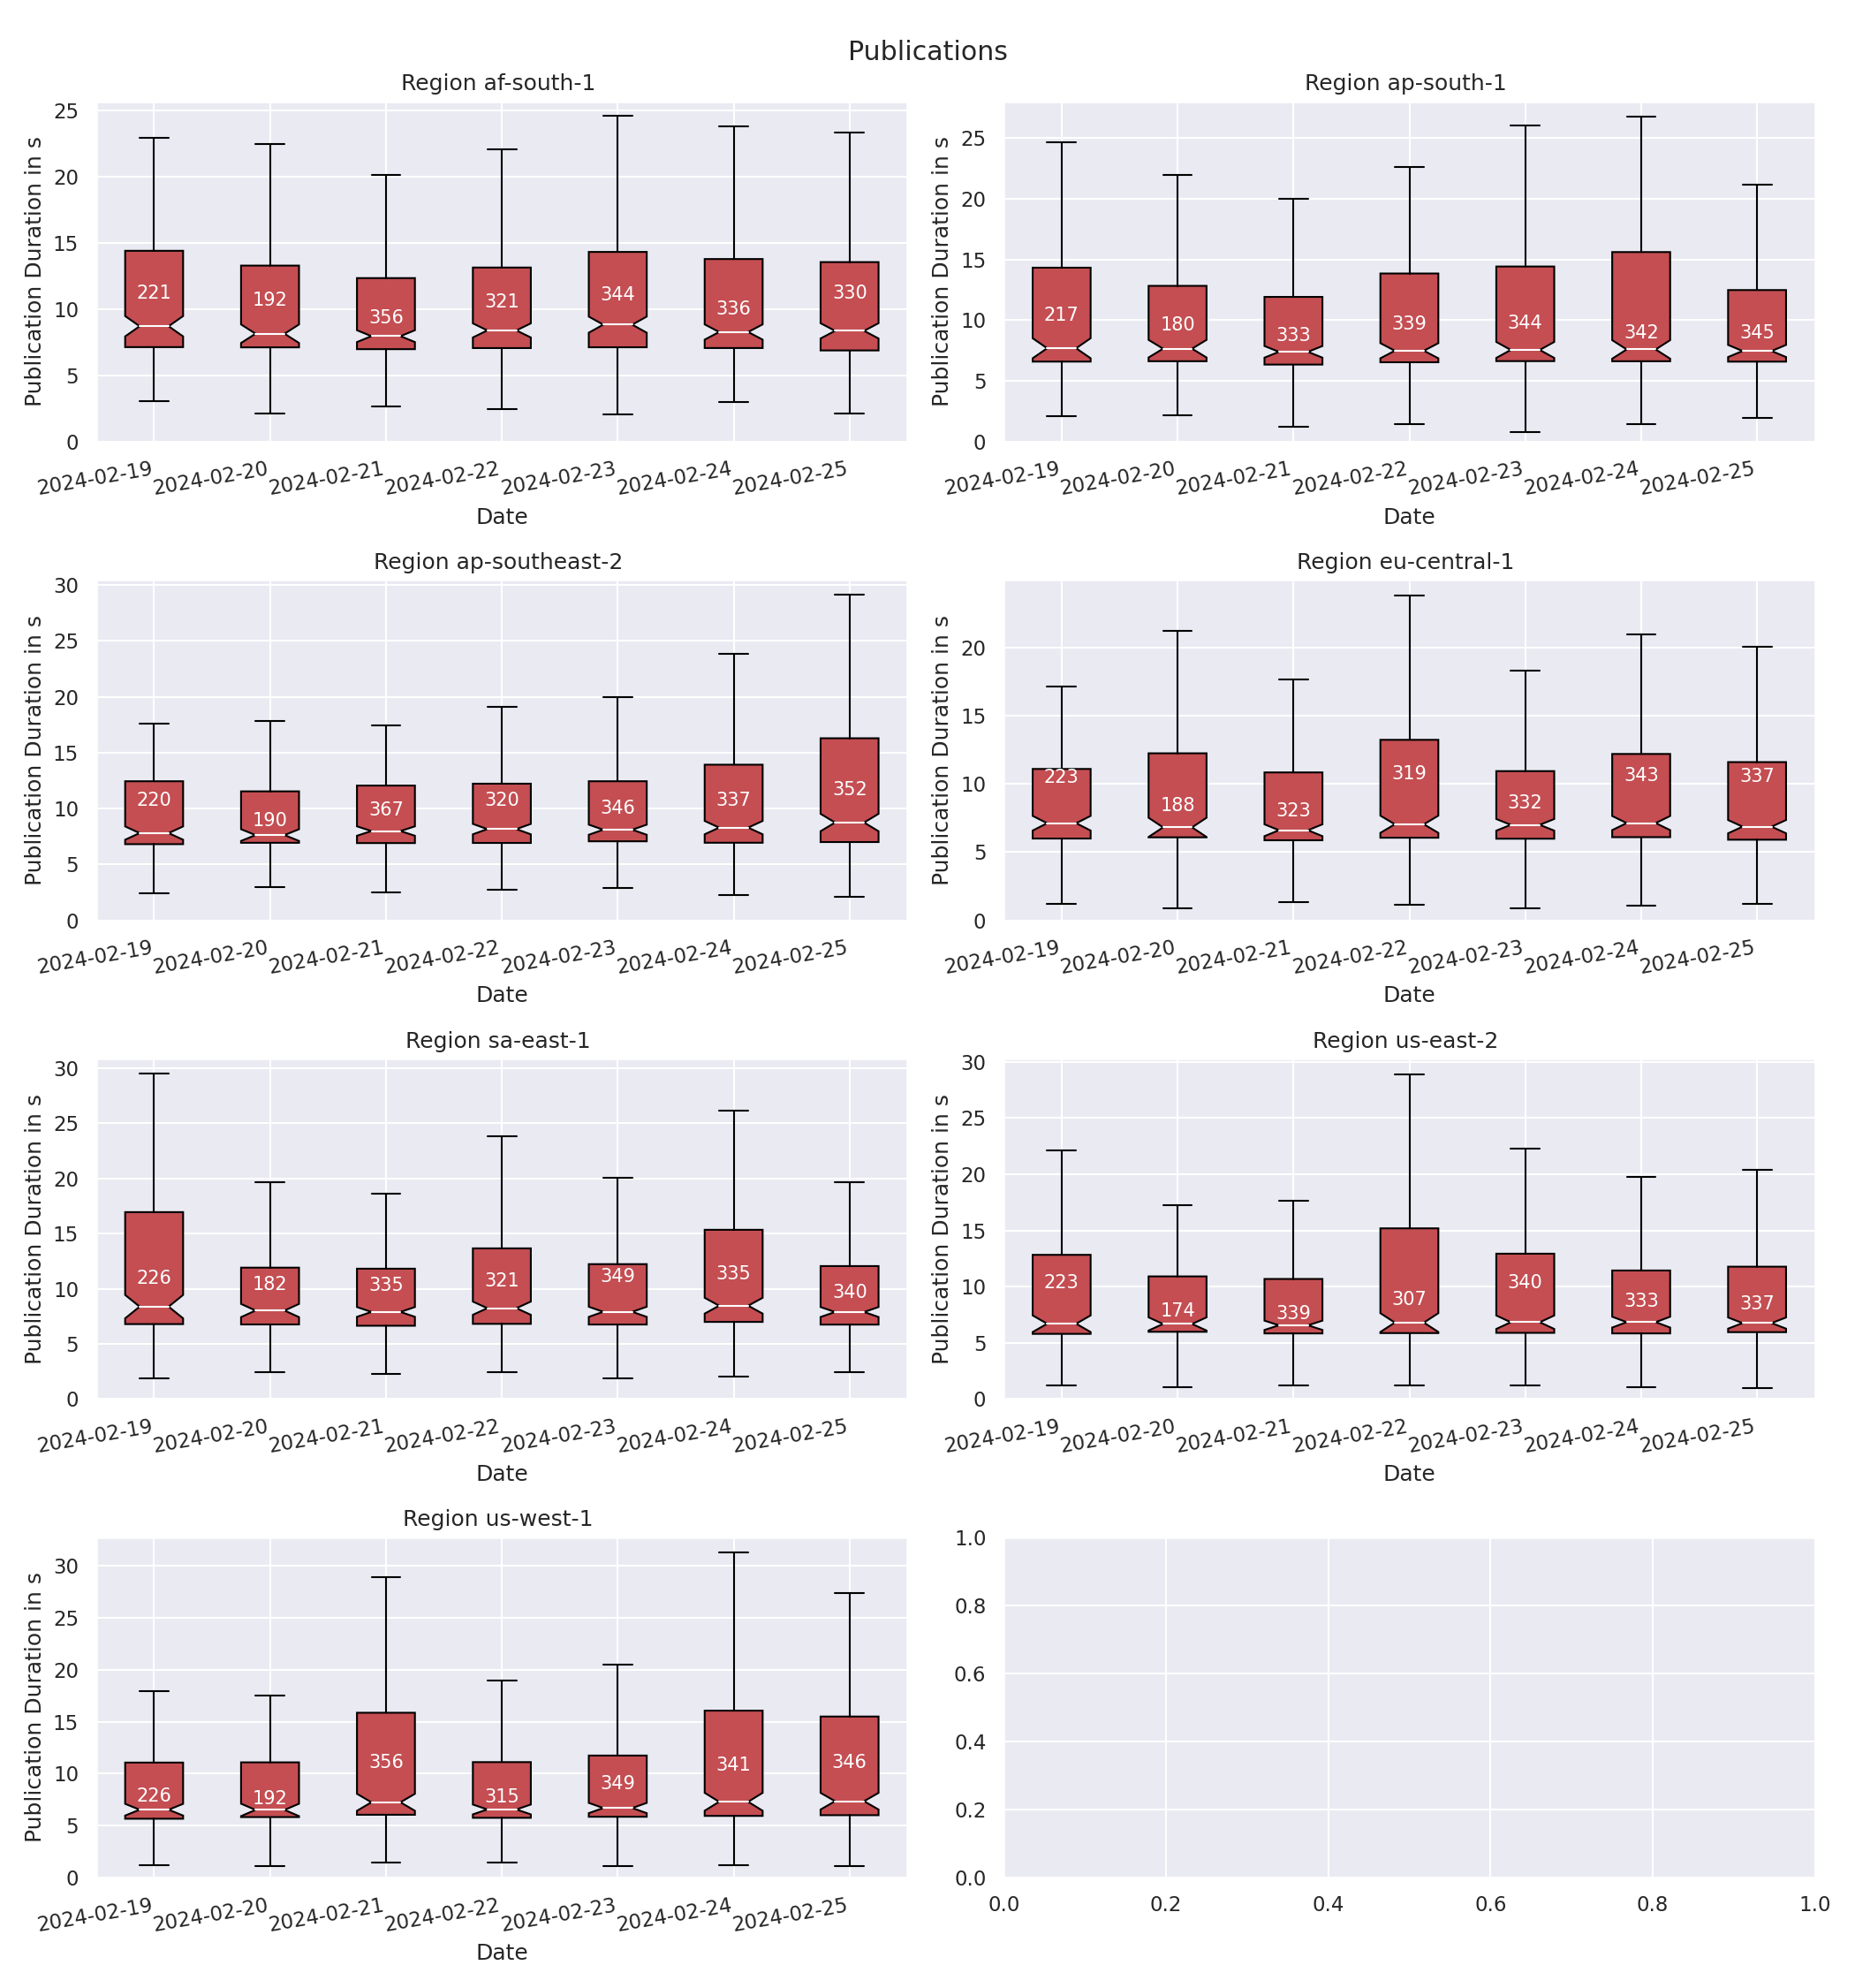 Publications
Region af-south-1
Publication Duration in s
25
20
15
10
5
0
221 192 356 321 344 336 330
2024-02-19 2024-02-20 2024-02-21 2024-02-22 2024-02-23 2024-02-24 2024-02-25
Date
Region ap-south-1
Publication Duration in s
25
20
15
10
5
0
217 180 333 339 344 342 345
2024-02-19 2024-02-20 2024-02-21 2024-02-22 2024-02-23 2024-02-24 2024-02-25
Date
Region ap-southeast-2
Publication Duration in s
30
25
20
15
10
5
0
220 190 367 320 346 337 352
2024-02-19 2024-02-20 2024-02-21 2024-02-22 2024-02-23 2024-02-24 2024-02-25
Date
Region eu-central-1
Publication Duration in s
20
15
10
5
0
223 188 323 319 332 343 337
2024-02-19 2024-02-20 2024-02-21 2024-02-22 2024-02-23 2024-02-24 2024-02-25
Date
Region sa-east-1
Publication Duration in s
30
25
20
15
10
5
0
226 182 335 321 349 335 340
2024-02-19 2024-02-20 2024-02-21 2024-02-22 2024-02-23 2024-02-24 2024-02-25
Date
Region us-east-2
Publication Duration in s
30
25
20
15
10
5
0
223 174 339 307 340 333 337
2024-02-19 2024-02-20 2024-02-21 2024-02-22 2024-02-23 2024-02-24 2024-02-25
Date
Region us-west-1
Publication Duration in s
30
25
20
15
10
5
0
226 192 356 315 349 341 346
2024-02-19 2024-02-20 2024-02-21 2024-02-22 2024-02-23 2024-02-24 2024-02-25
Date
1.0
0.8
0.6
0.4
0.2
0.0
0.0 0.2 0.4 0.6 0.8 1.0